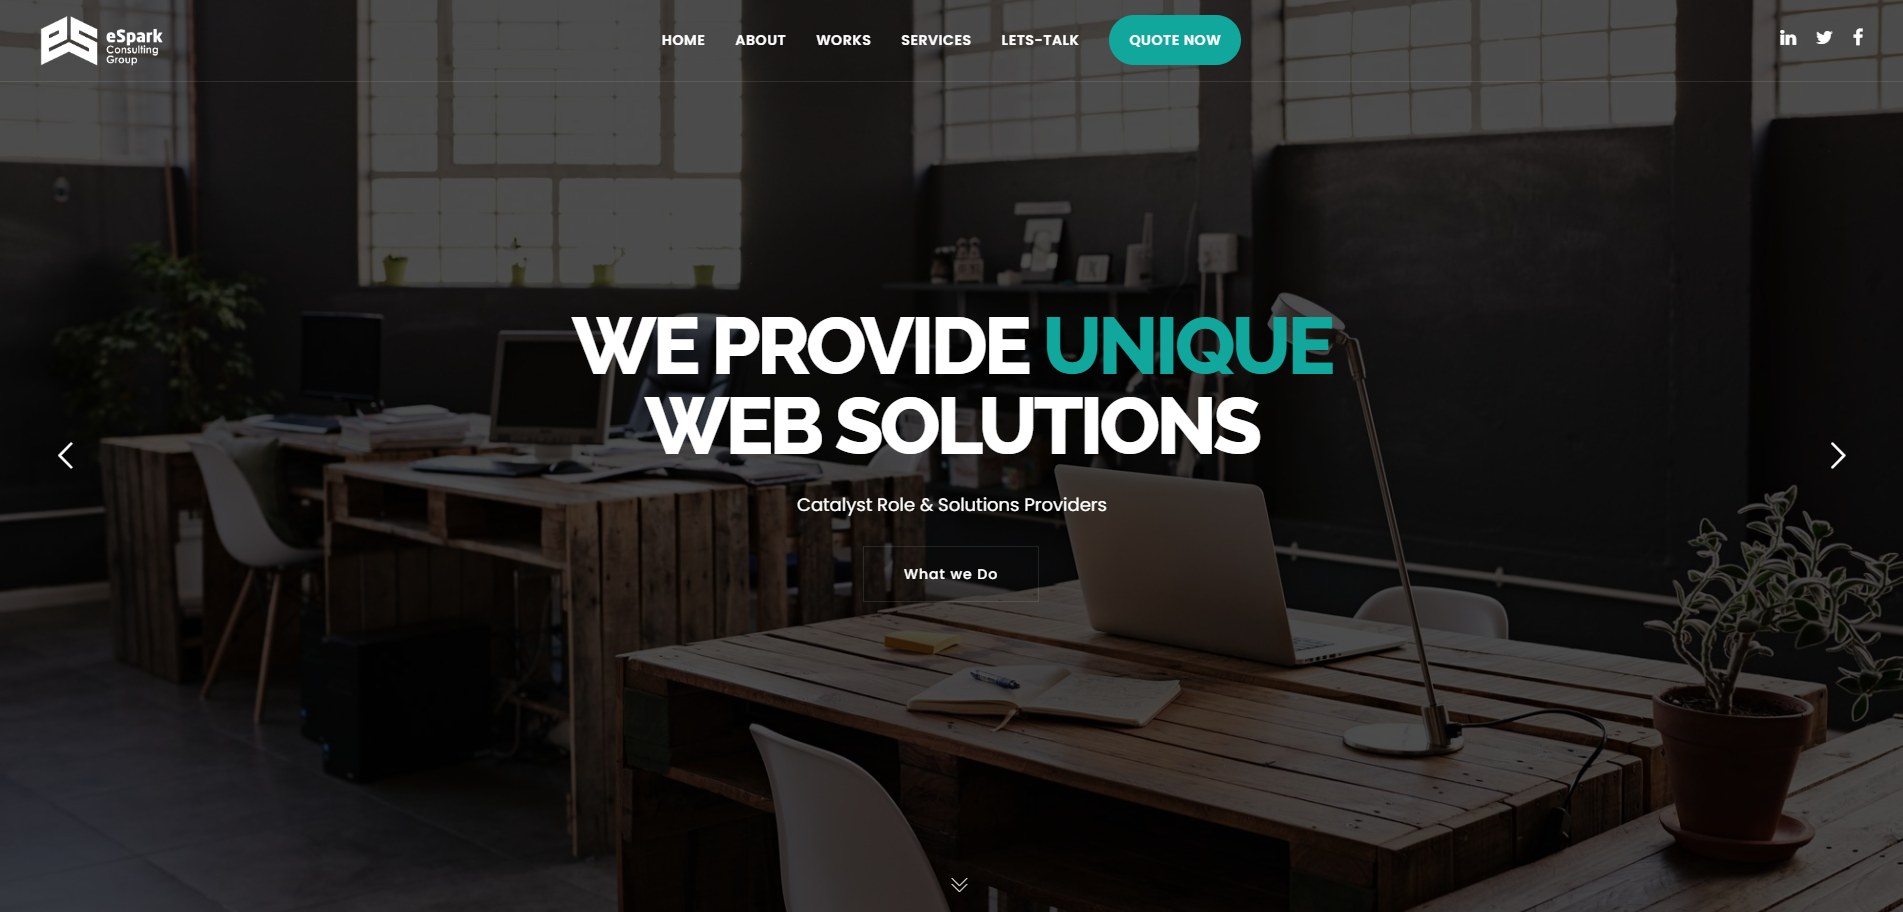 eSpark
Consulting
Group
HOME ABOUT WORKS SERVICES LETS-TALK QUOTE NOW
WE PROVIDE UNIQUE
WEB SOLUTIONS
Catalyst Role & Solutions Providers
What we Do